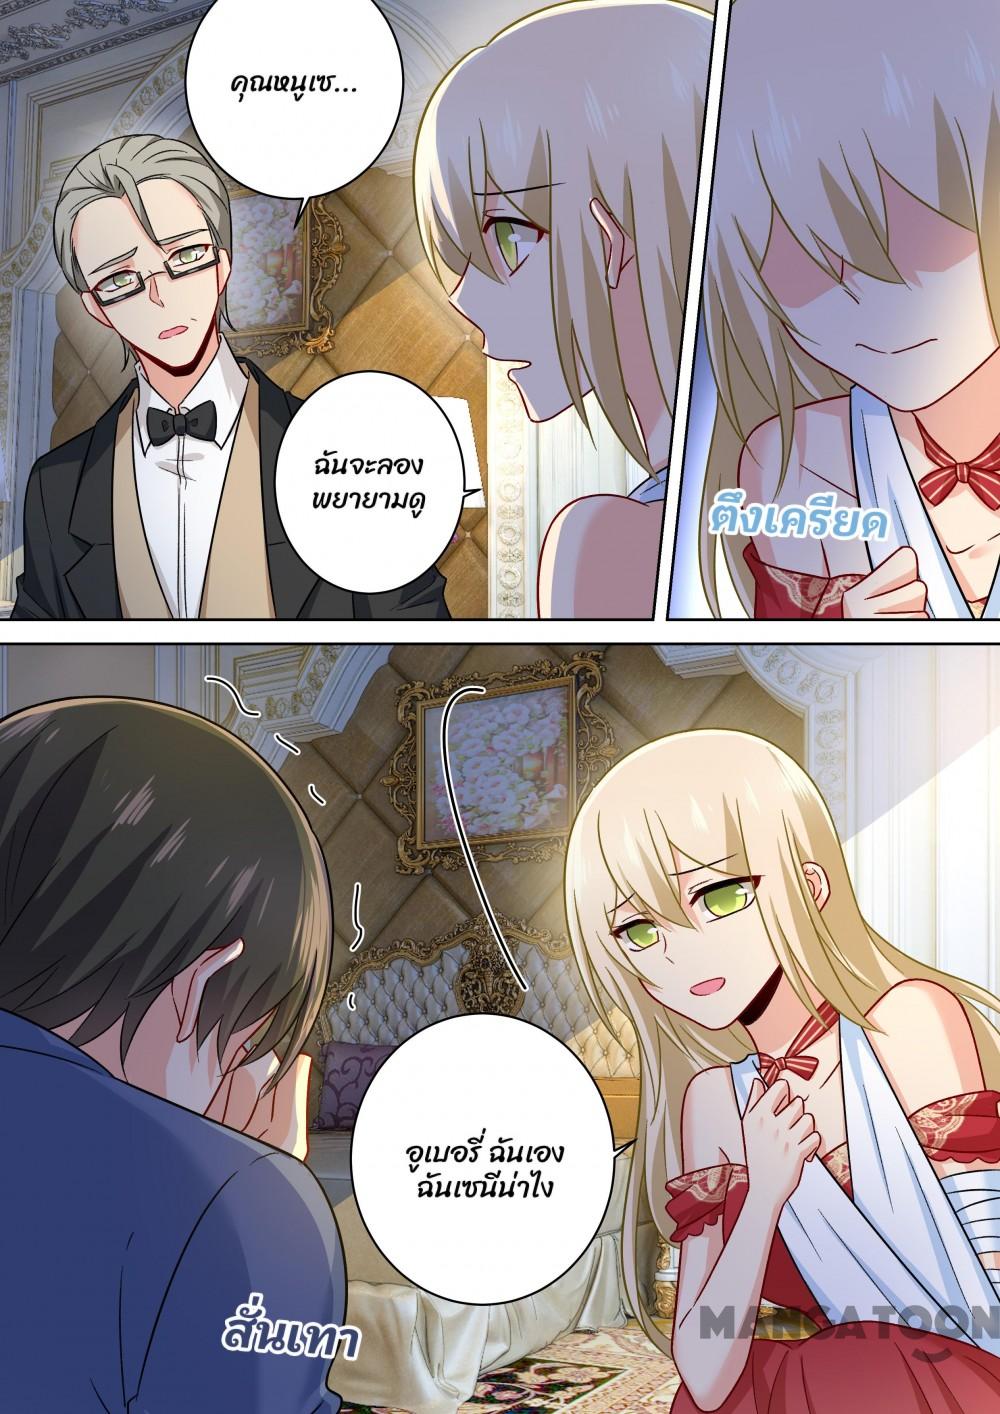 คุณหนูเซ...
ฉันจะลอง
พยายามดู
ตึงเครียด
อูเบอรี่ ฉันเอง
ฉันเซนีน่าไง
สั่นเทา
MANGATOON